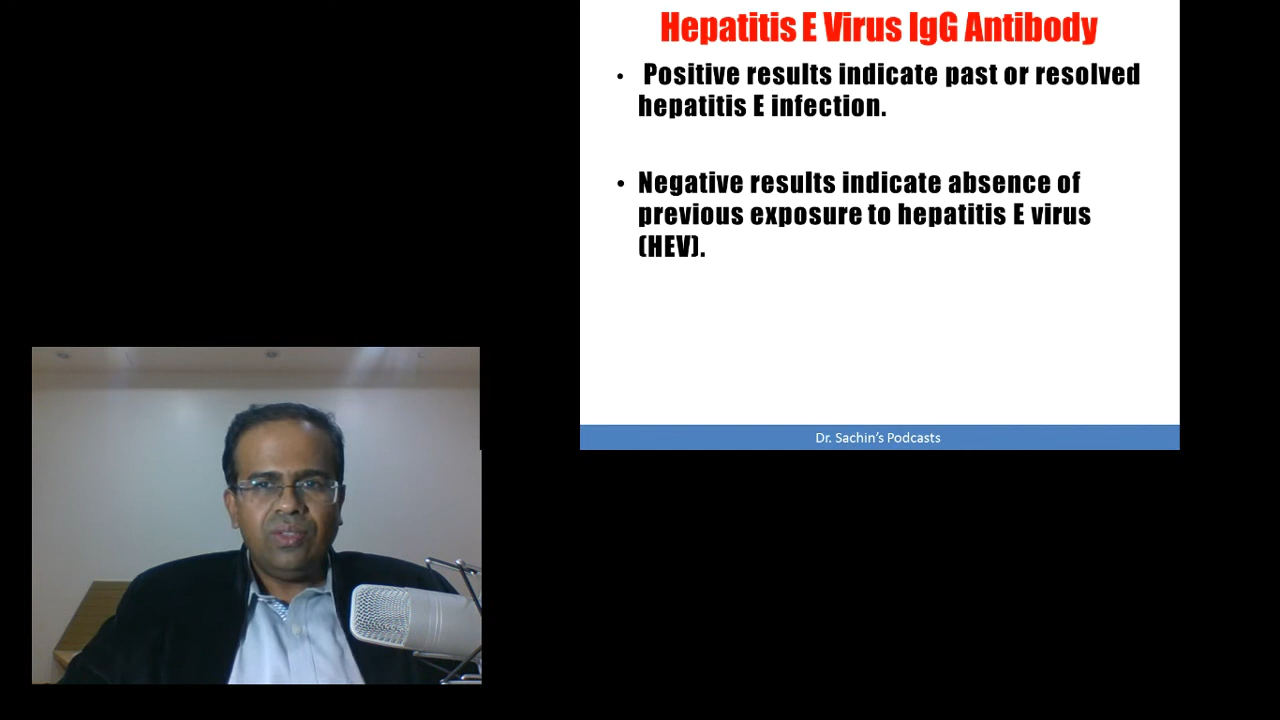 Hepatitis E Virus IgG Antibody
• Positive results indicate past or resolved
hepatitis E infection.
• Negative results indicate absence of
previous exposure to hepatitis E virus
(HEV).
Dr. Sachin’s Podcasts